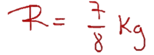 R = 7/8 Kg